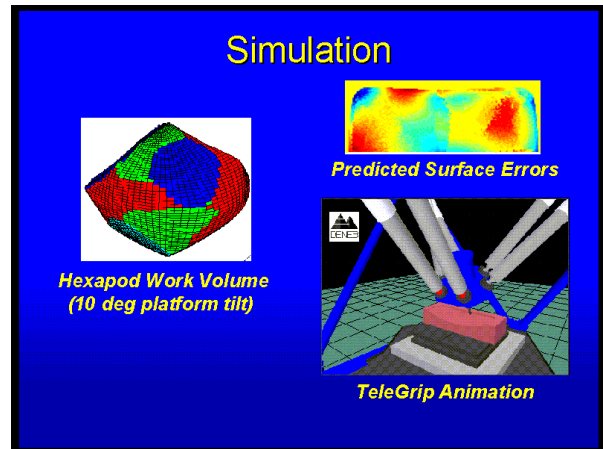 Simulation
Predicted Surface Errors
Hexapod Work Volume
(10 deg platform tilt)
DENEB
TeleGrip Animation